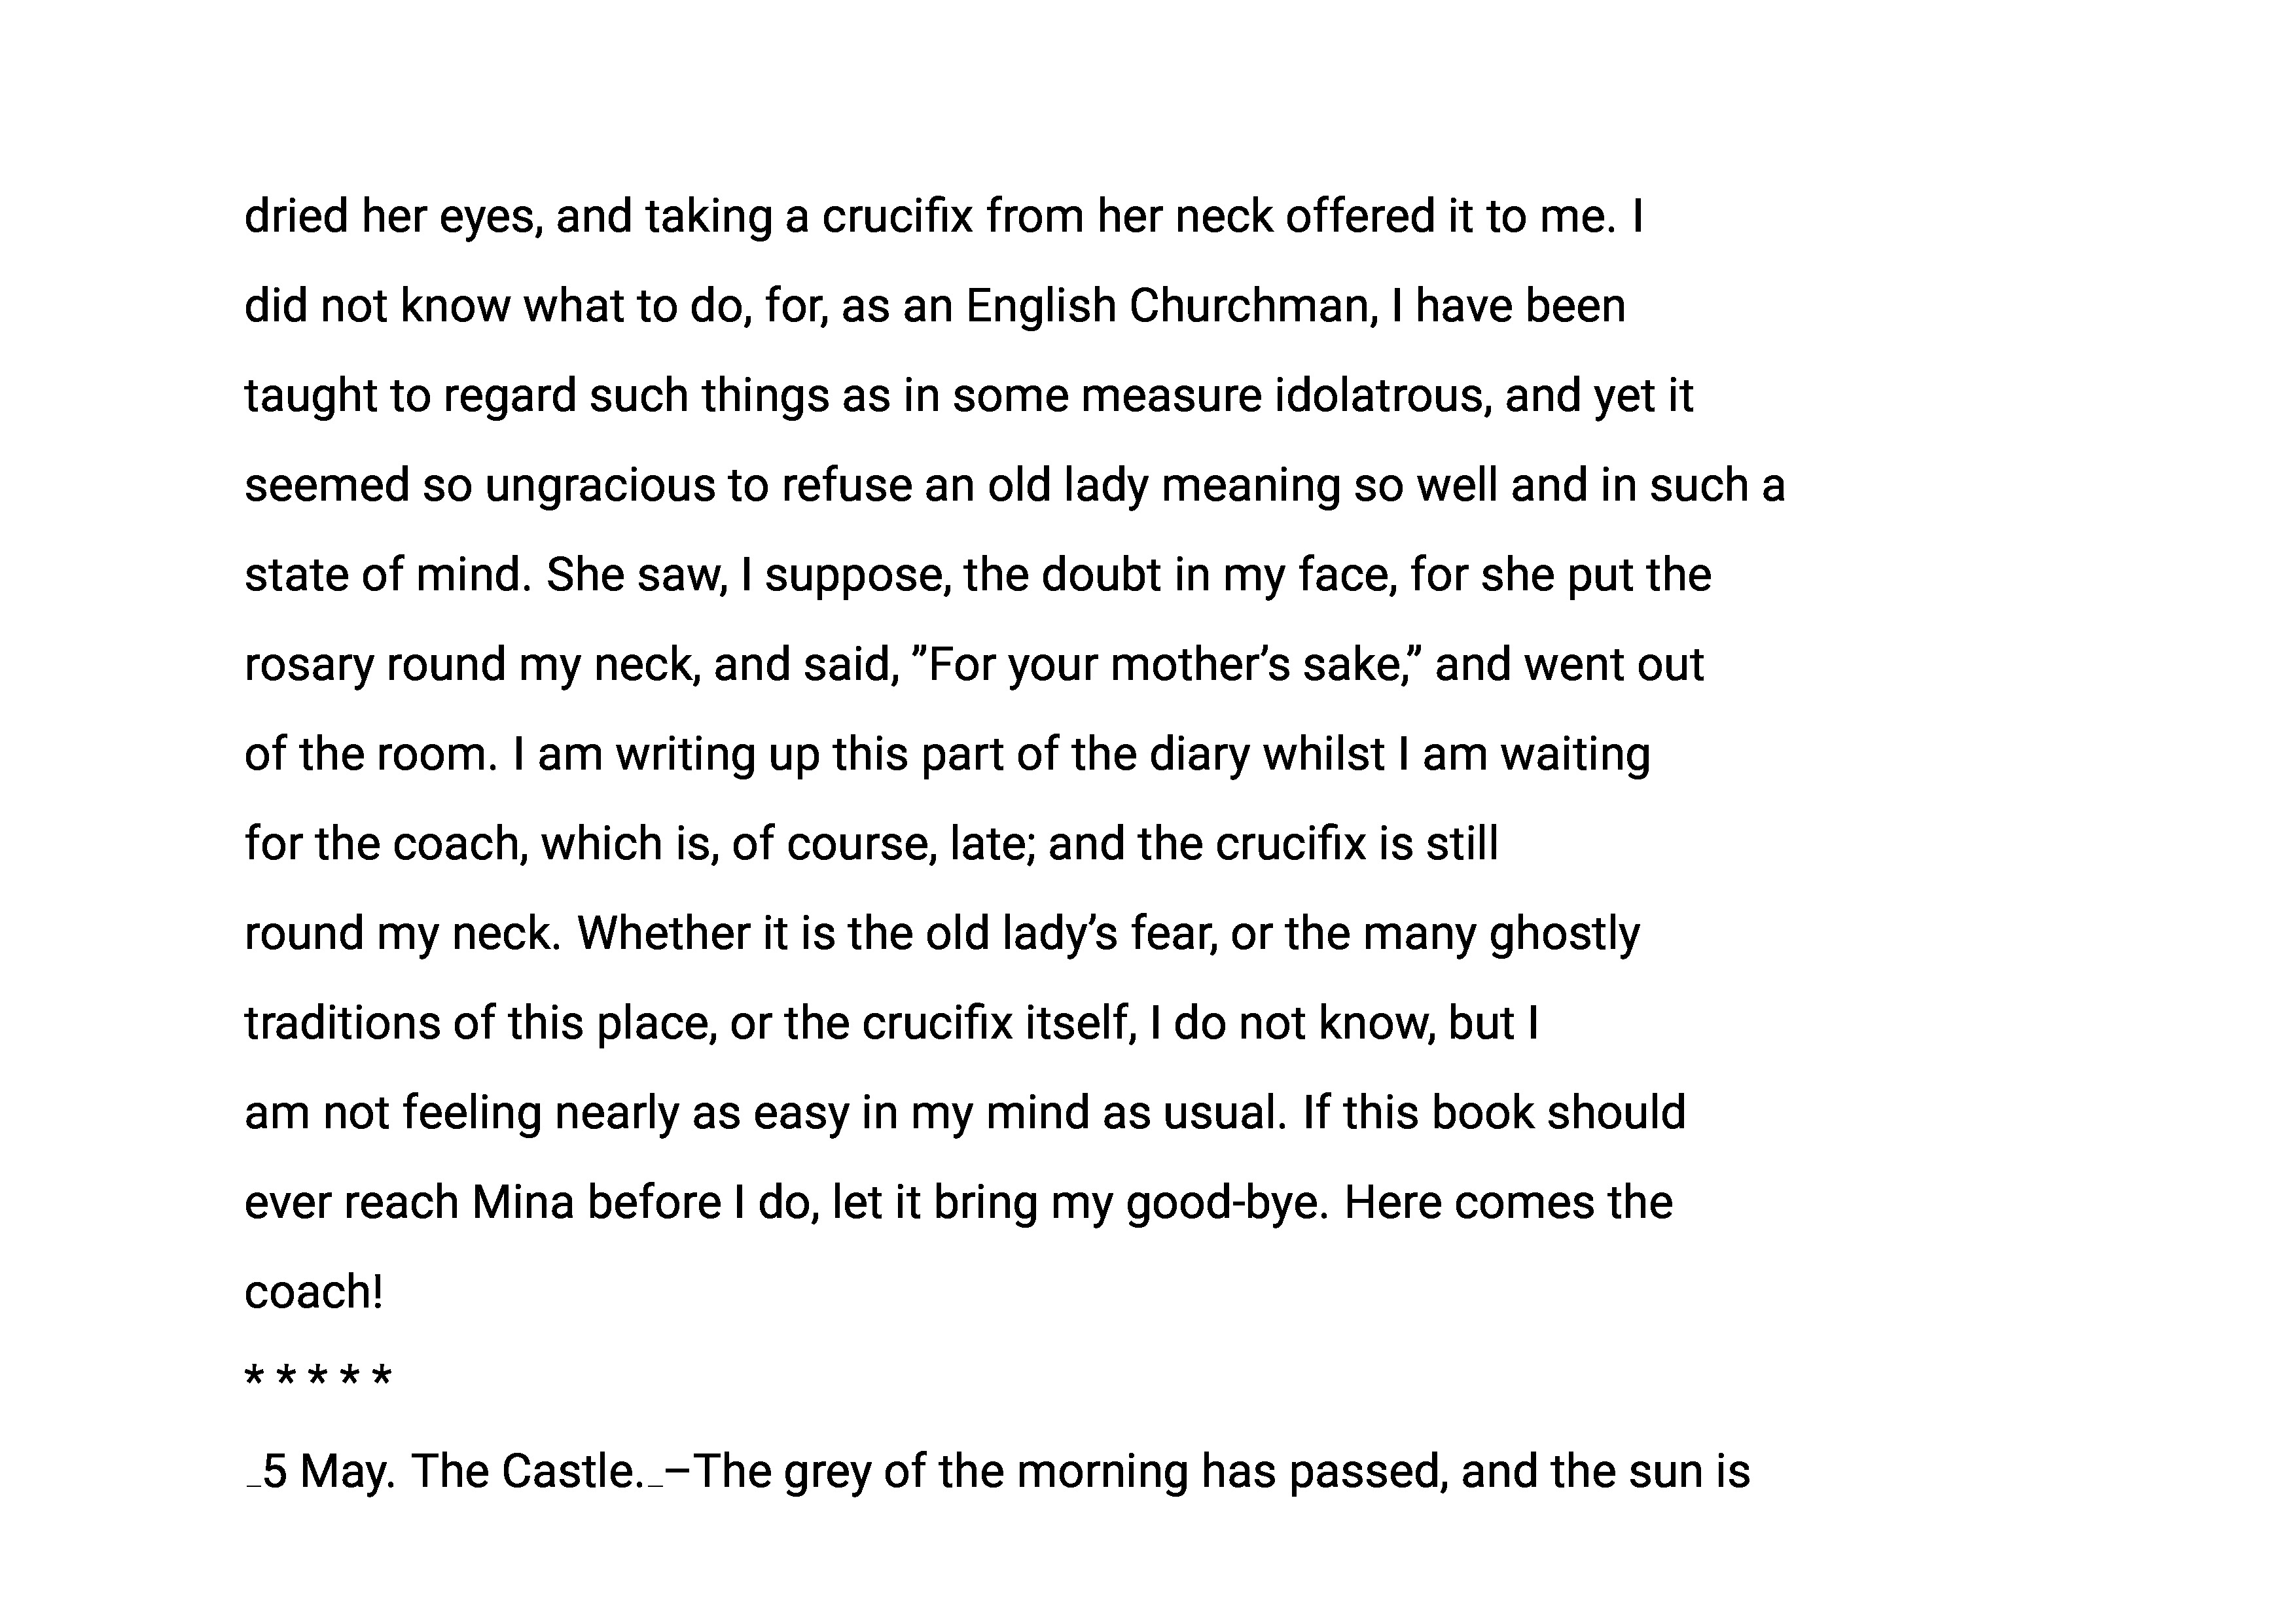 dried her eyes, and taking a crucifix from her neck offered it to me. I
did not know what to do, for, as an English Churchman, I have been
taught to regard such things as in some measure idolatrous, and yet it
seemed so ungracious to refuse an old lady meaning so well and in such a
state of mind. She saw, I suppose, the doubt in my face, for she put the
rosary round my neck, and said, ”For your mother’s sake,” and went out
of the room. I am writing up this part of the diary whilst I am waiting
for the coach, which is, of course, late; and the crucifix is still
round my neck. Whether it is the old lady’s fear, or the many ghostly
traditions of this place, or the crucifix itself, I do not know, but I
am not feeling nearly as easy in my mind as usual. If this book should
ever reach Mina before I do, let it bring my good-bye. Here comes the
coach!
* * * * *
_5 May. The Castle._–The grey of the morning has passed, and the sun is